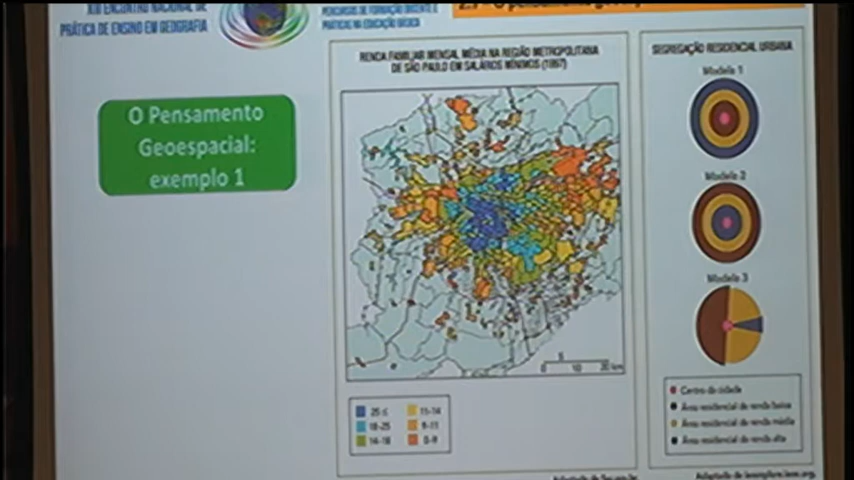 XIII ENCONTRO NACIONAL DE
PRÁTICA DE ENSINO EM GEOGRAFIA
PERCURSOS DE FORMAÇÃO DOCENTE E
PRÁTICAS NA EDUCAÇÃO BÁSICA
O Pensamento
Geoespacial:
exemplo 1
RENDA FAMILIAR MENSAL MÉDIA NA REGIÃO METROPOLITANA
DE SÃO PAULO EM SALÁRIOS MÍNIMOS (1997)
5
0 10 20 km
25 ≤ 11-14
18-25 9-11
14-18 0-9
SEGREGAÇÃO RESIDENCIAL URBANA
Modelo 1
Modelo 2
Modelo 3
Centro da cidade
Área residencial de renda baixa
Área residencial de renda média
Área residencial de renda alta
Adaptado de